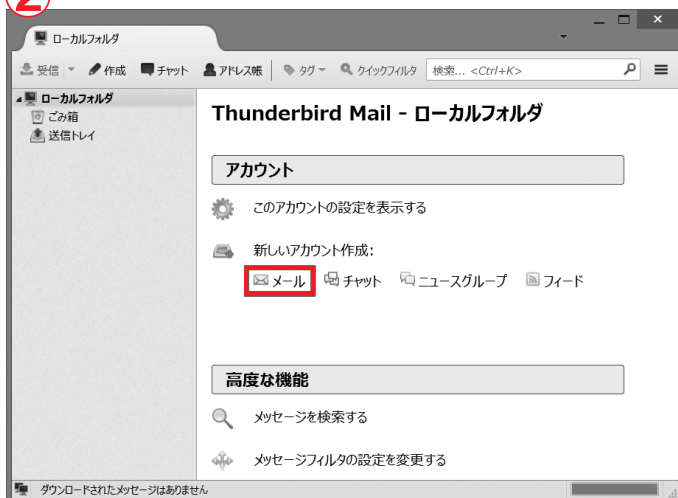 ②
ローカルフォルダ
受信 作成 チャット アドレス帳 タグ クイックフィルタ 検索... <Ctrl+K>
ローカルフォルダ
ごみ箱
送信トレイ
Thunderbird Mail - ローカルフォルダ
アカウント
このアカウントの設定を表示する
新しいアカウント作成:
メール チャット ニュースグループ フィード
高度な機能
メッセージを検索する
メッセージフィルタの設定を変更する
ダウンロードされたメッセージはありません